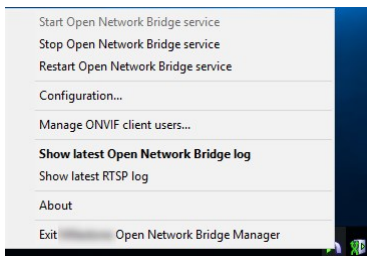 Start Open Network Bridge service
Stop Open Network Bridge service
Restart Open Network Bridge service
Configuration...
Manage ONVIF client users...
Show latest Open Network Bridge log
Show latest RTSP log
About
Exit Open Network Bridge Manager